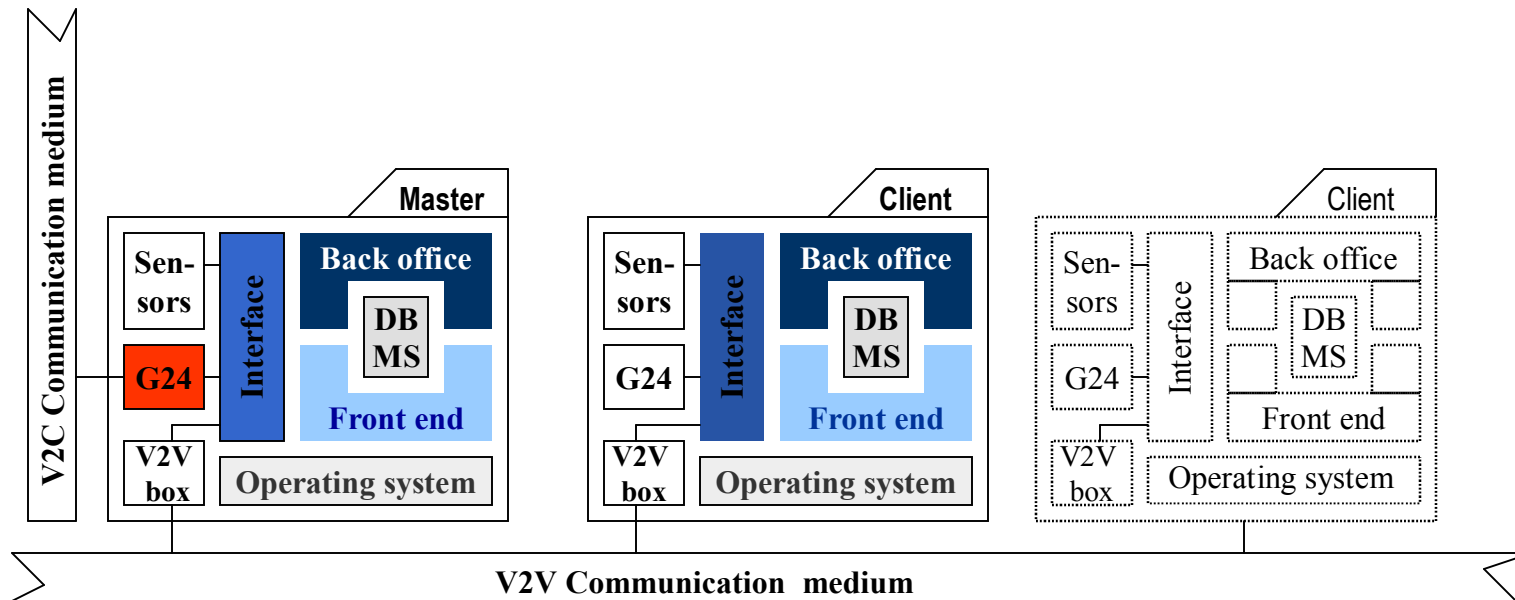 V2C Communication medium
Master
Sen-
sors
G24
V2V
box
Interface
Back office
DB
MS
Front end
Operating system
Client
Sen-
sors
G24
V2V
box
Interface
Back office
DB
MS
Front end
Operating system
Client
Sen-
sors
G24
V2V
box
Interface
Back office
DB
MS
Front end
Operating system
V2V Communication medium